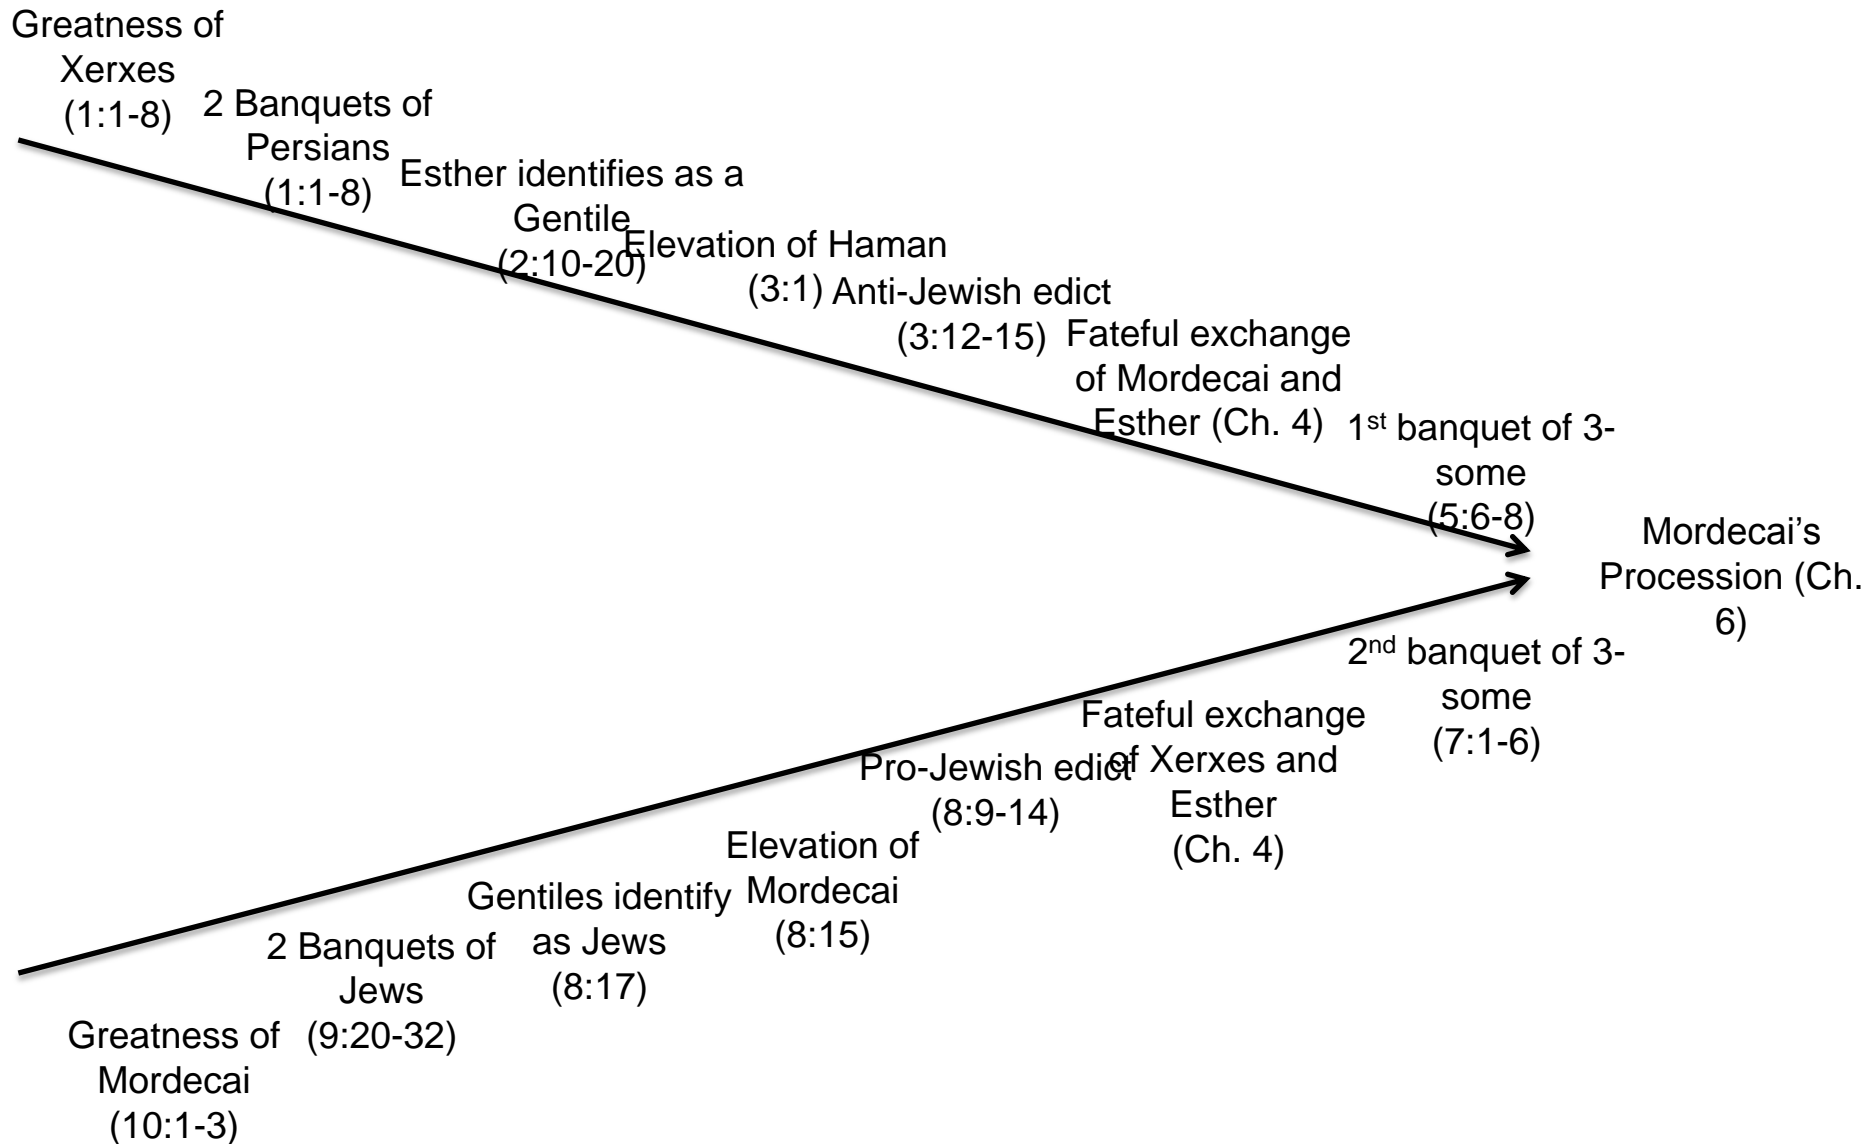 Greatness of
Xerxes
(1:1-8)
2 Banquets of
Persians
(1:1-8)
Esther identifies as a
Gentile
(2:10-20)
Elevation of Haman
(3:1)
Anti-Jewish edict
(3:12-15)
Fateful exchange
of Mordecai and
Esther (Ch. 4)
1st banquet of 3-
some
(5:6-8)
Mordecai’s
Procession (Ch.
6)
2nd banquet of 3-
some
(7:1-6)
Fateful exchange
of Xerxes and
Esther
(Ch. 4)
Pro-Jewish edict
(8:9-14)
Elevation of
Mordecai
(8:15)
Gentiles identify
as Jews
(8:17)
2 Banquets of
Jews
(9:20-32)
Greatness of
Mordecai
(10:1-3)